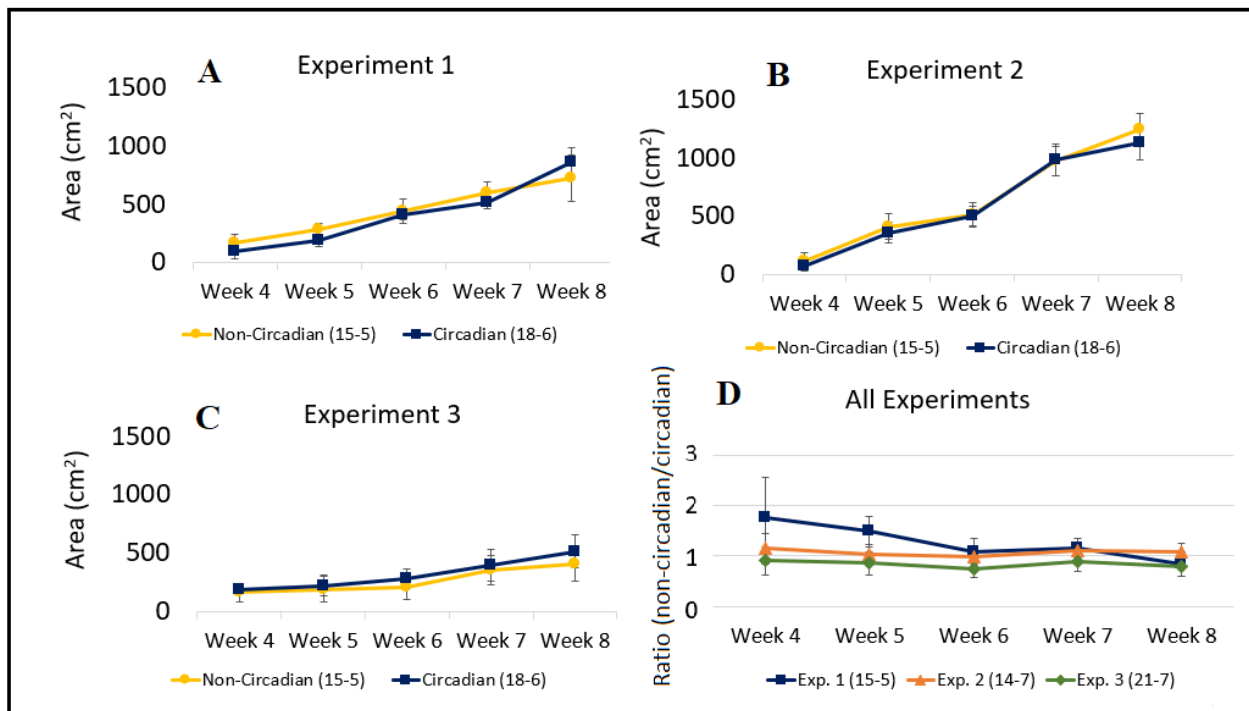 A
Experiment 1
1500
1000
500
0
Area (cm²)
Week 4 Week 5 Week 6 Week 7 Week 8
Non-Circadian (15-5) Circadian (18-6)
B
Experiment 2
1500
1000
500
0
Area (cm²)
Week 4 Week 5 Week 6 Week 7 Week 8
Non-Circadian (15-5) Circadian (18-6)
C
Experiment 3
1500
1000
500
0
Area (cm²)
Week 4 Week 5 Week 6 Week 7 Week 8
Non-Circadian (15-5) Circadian (18-6)
D
All Experiments
3
2
1
0
Ratio (non-circadian/circadian)
Week 4 Week 5 Week 6 Week 7 Week 8
Exp. 1 (15-5) Exp. 2 (14-7) Exp. 3 (21-7)